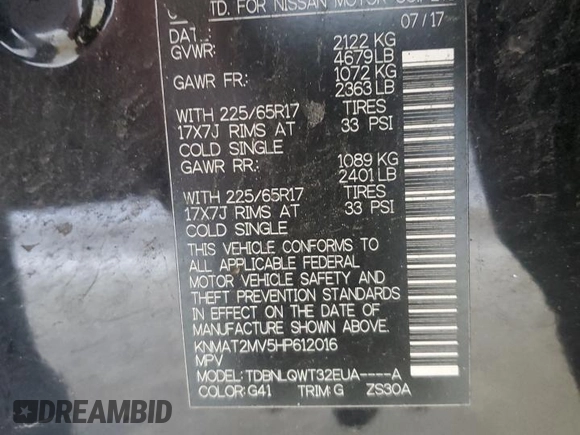 TD. FOR NISSAN MOTOR CO.,
07/17
GVWR: 2122 KG
4679 LB
GAWR FR: 1072 KG
2363 LB
WITH 225/65R17 TIRES
17X7J RIMS AT 33 PSI
COLD SINGLE
GAWR RR: 1089 KG
2401 LB
WITH 225/65R17 TIRES
17X7J RIMS AT 33 PSI
COLD SINGLE
THIS VEHICLE CONFORMS TO
ALL APPLICABLE FEDERAL
MOTOR VEHICLE SAFETY AND
THEFT PREVENTION STANDARDS
IN EFFECT ON THE DATE OF
MANUFACTURE SHOWN ABOVE.
KNMAT2MV5HP612016
MPV
MODEL: TDBNLQWT32EUA----A
COLOR: G41 TRIM: G ZS30A
DREAMBID